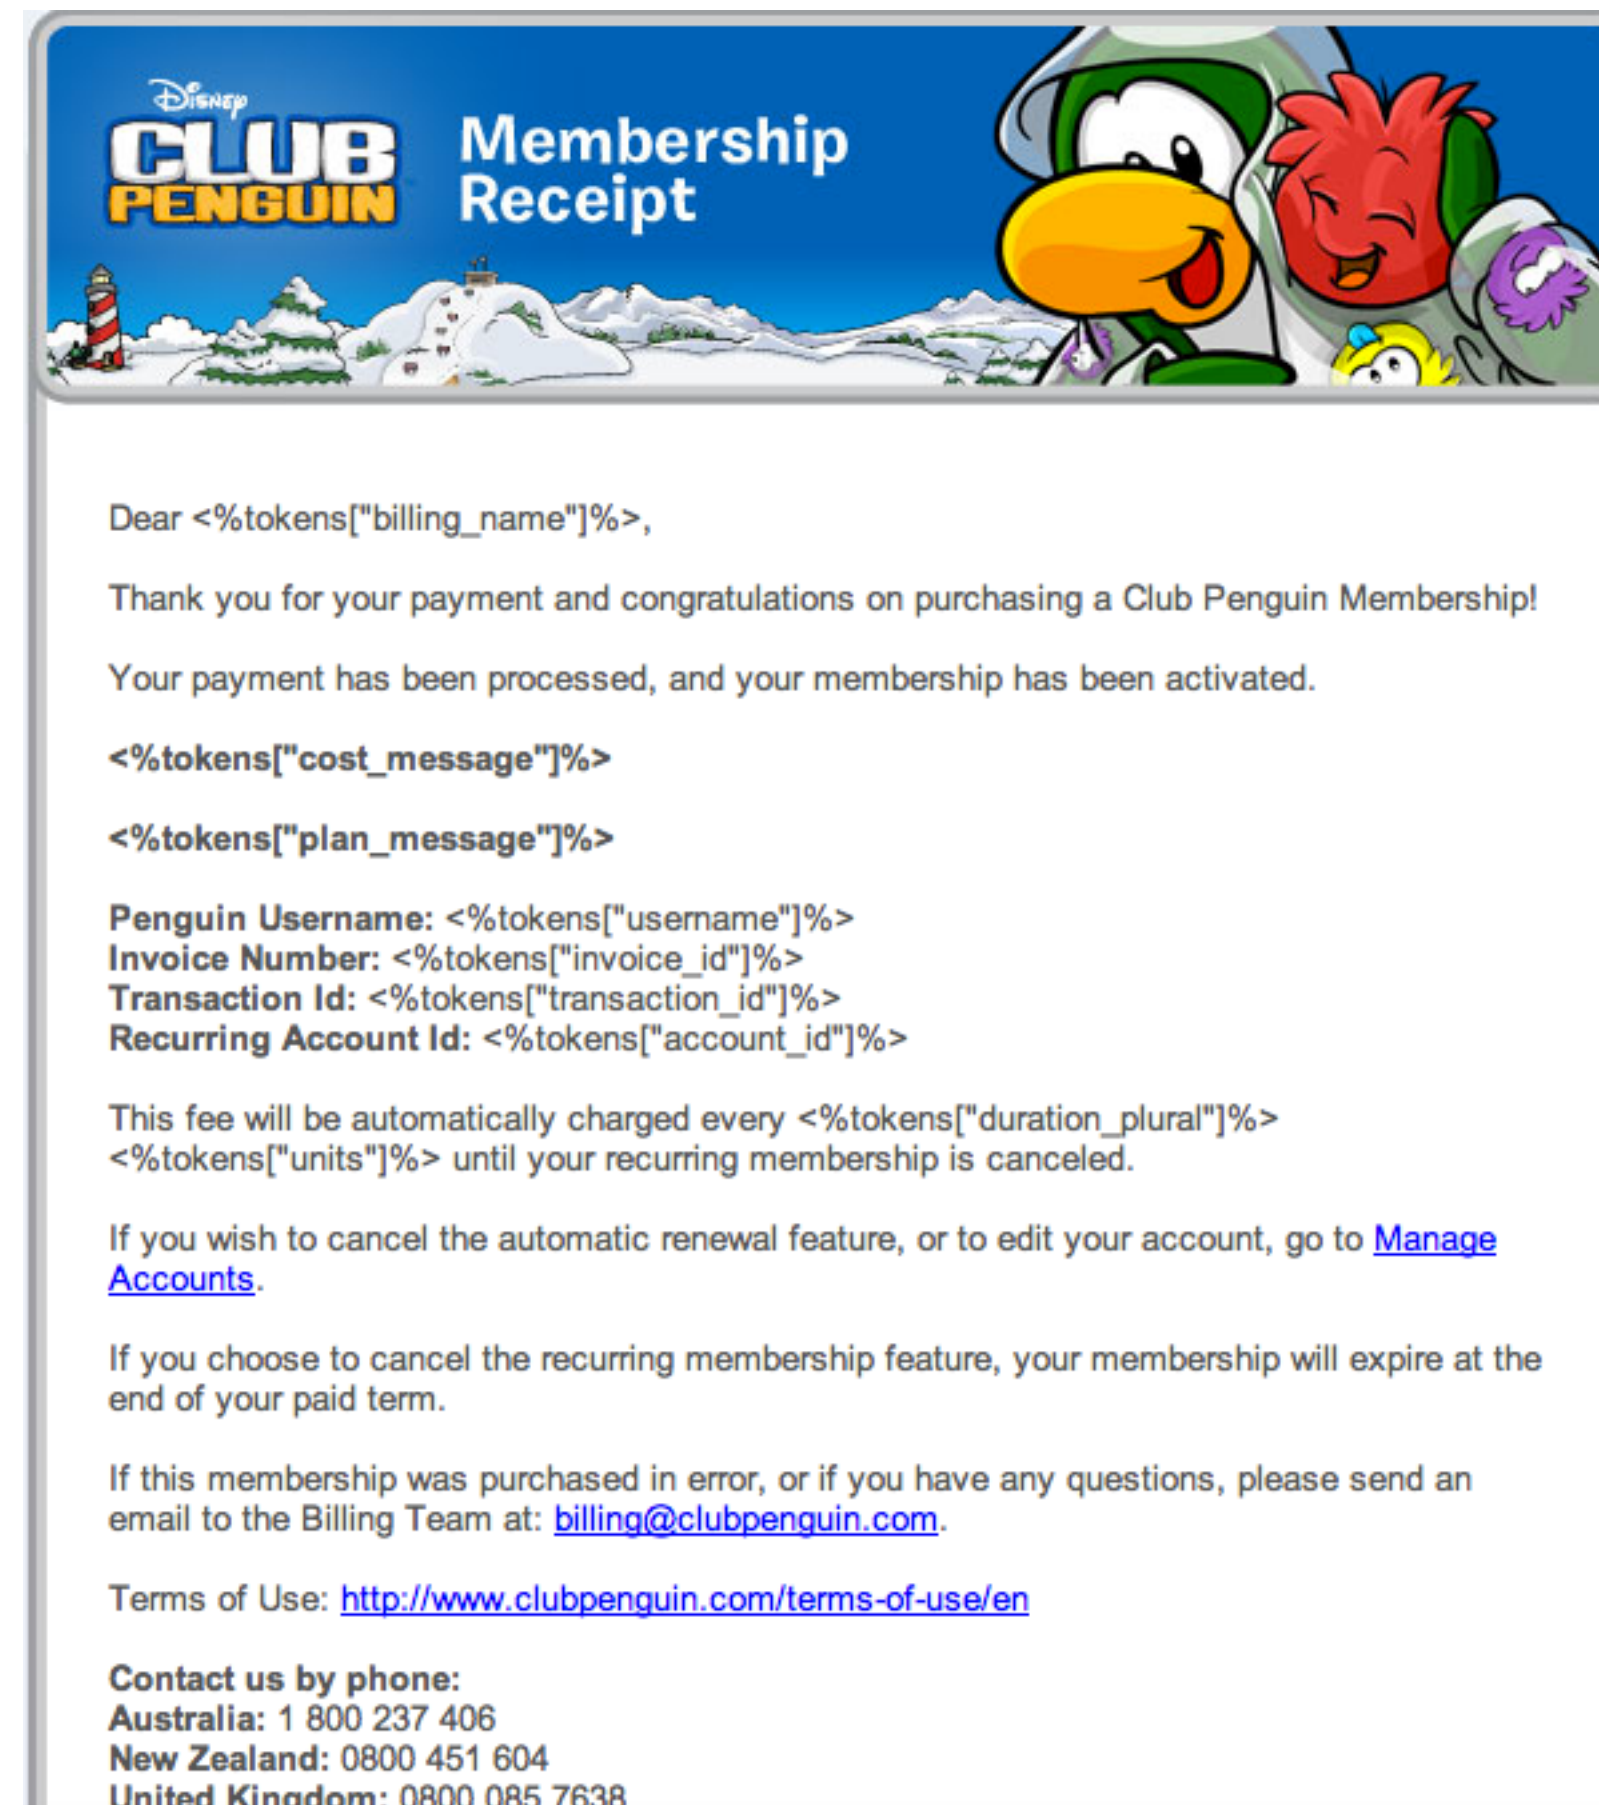 Disney
CLUB
PENGUIN
Membership
Receipt
Dear <%tokens["billing_name"]%>,
Thank you for your payment and congratulations on purchasing a Club Penguin Membership!
Your payment has been processed, and your membership has been activated.
<%tokens["cost_message"]%>
<%tokens["plan_message"]%>
Penguin Username: <%tokens["username"]%>
Invoice Number: <%tokens["invoice_id"]%>
Transaction Id: <%tokens["transaction_id"]%>
Recurring Account Id: <%tokens["account_id"]%>
This fee will be automatically charged every <%tokens["duration_plural"]%>
<%tokens["units"]%> until your recurring membership is canceled.
If you wish to cancel the automatic renewal feature, or to edit your account, go to Manage
Accounts.
If you choose to cancel the recurring membership feature, your membership will expire at the
end of your paid term.
If this membership was purchased in error, or if you have any questions, please send an
email to the Billing Team at: billing@clubpenguin.com.
Terms of Use: http://www.clubpenguin.com/terms-of-use/en
Contact us by phone:
Australia: 1 800 237 406
New Zealand: 0800 451 604
United Kingdom: 0800 085 7638